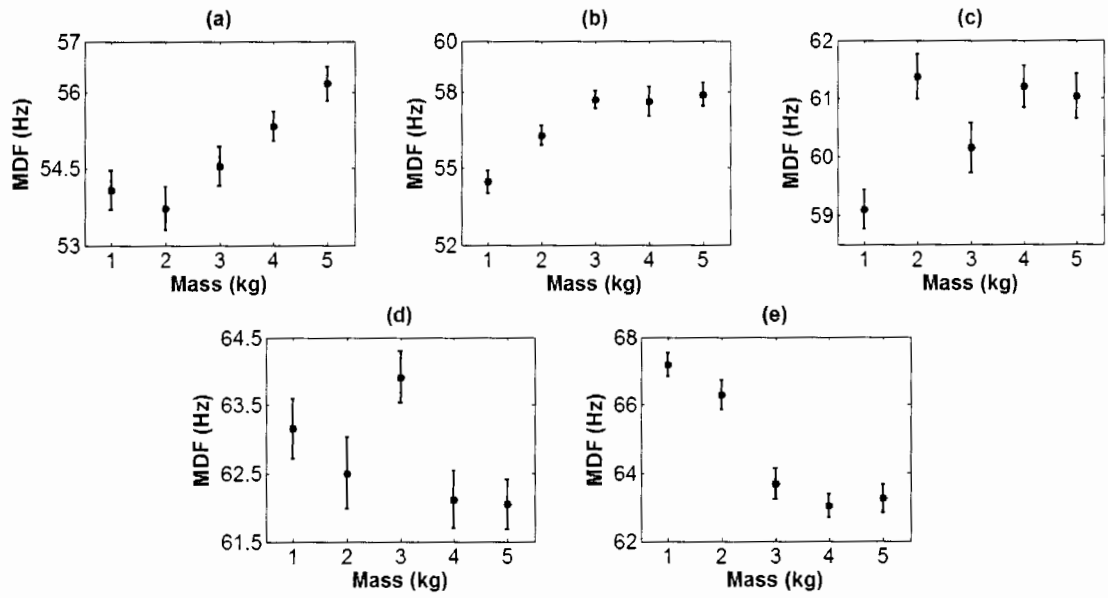 (a)
57
56
54.5
53
MDF (Hz)
1 2 3 4 5
Mass (kg)
(b)
60
58
55
52
MDF (Hz)
1 2 3 4 5
Mass (kg)
(c)
62
61
60
59
MDF (Hz)
1 2 3 4 5
Mass (kg)
(d)
64.5
63.5
62.5
61.5
MDF (Hz)
1 2 3 4 5
Mass (kg)
(e)
68
66
64
62
MDF (Hz)
1 2 3 4 5
Mass (kg)